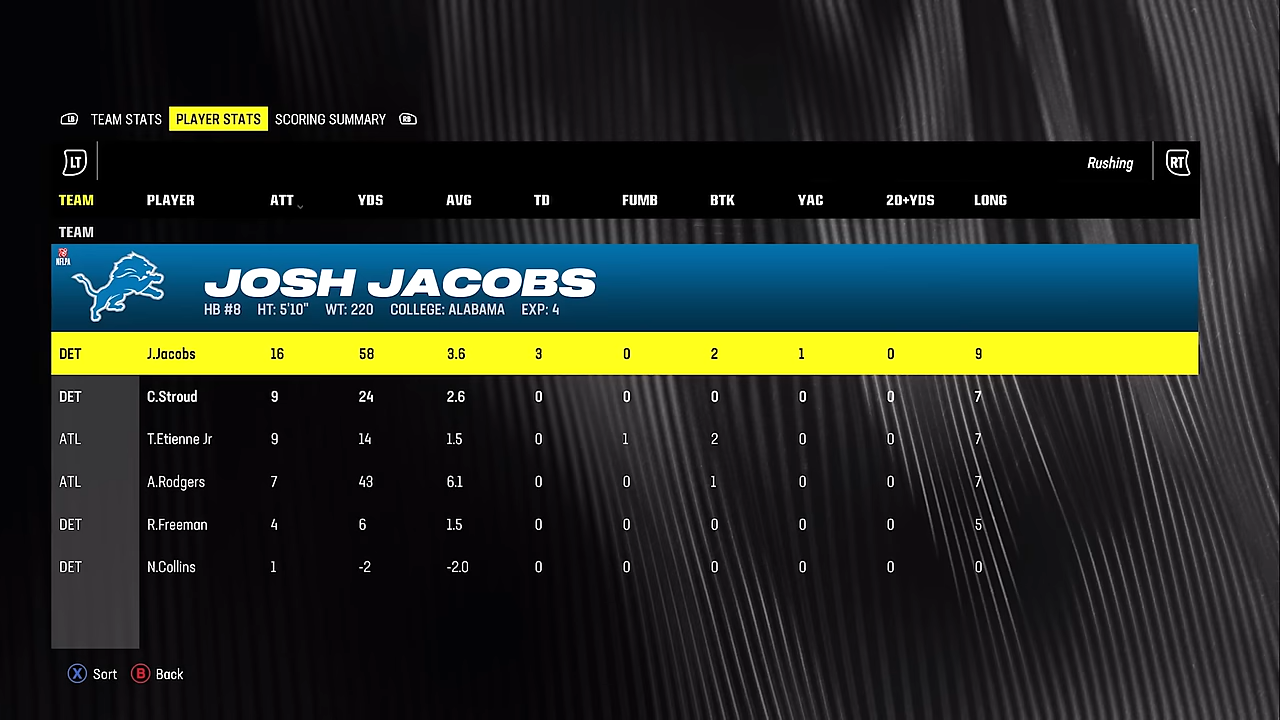 LB TEAM STATS PLAYER STATS SCORING SUMMARY RB
LT Rushing RT
TEAM PLAYER ATT YDS AVG TD FUMB BTK YAC 20+YDS LONG
TEAM
NFLPA
JOSH JACOBS
HB #8 HT: 5'10" WT: 220 COLLEGE: ALABAMA EXP: 4
DET J.Jacobs 16 58 3.6 3 0 2 1 0 9
DET C.Stroud 9 24 2.6 0 0 0 0 0 7
ATL T.Etienne Jr 9 14 1.5 0 1 2 0 0 7
ATL A.Rodgers 7 43 6.1 0 0 1 0 0 7
DET R.Freeman 4 6 1.5 0 0 0 0 0 5
DET N.Collins 1 -2 -2.0 0 0 0 0 0 0
X Sort B Back